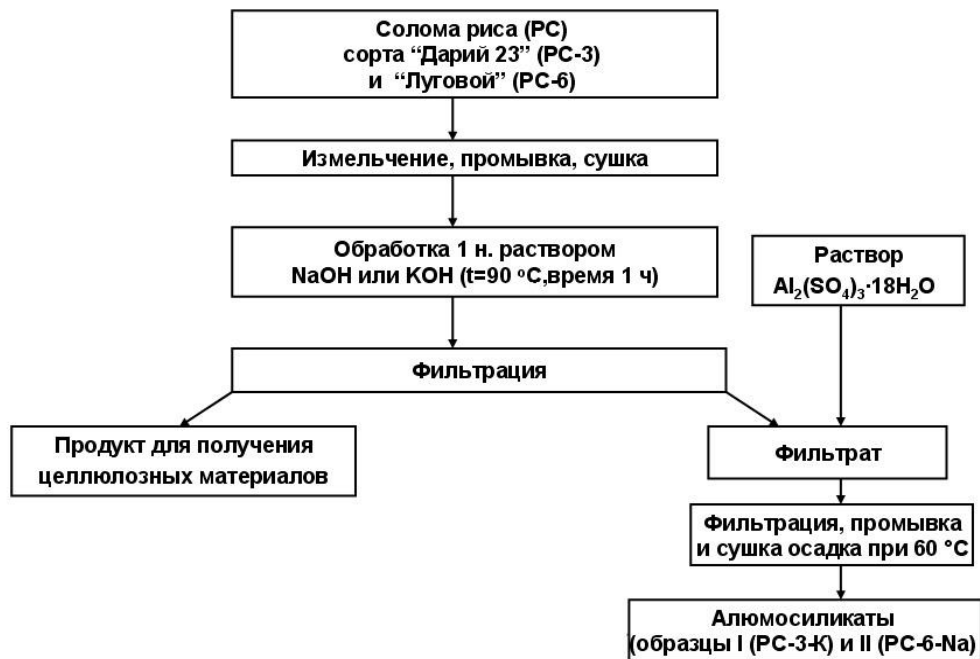 Солома риса (РС)
сорта “Дарий 23” (РС-3)
и “Луговой” (РС-6)
Измельчение, промывка, сушка
Обработка 1 н. раствором
NaOH или KOH (t=90 ºС,время 1 ч)
Раствор
Al₂(SO₄)₃·18H₂O
Фильтрация
Продукт для получения
целлюлозных материалов
Фильтрат
Фильтрация, промывка
и сушка осадка при 60 °С
Алюмосиликаты
(образцы I (РС-3-К) и II (РС-6-Na)